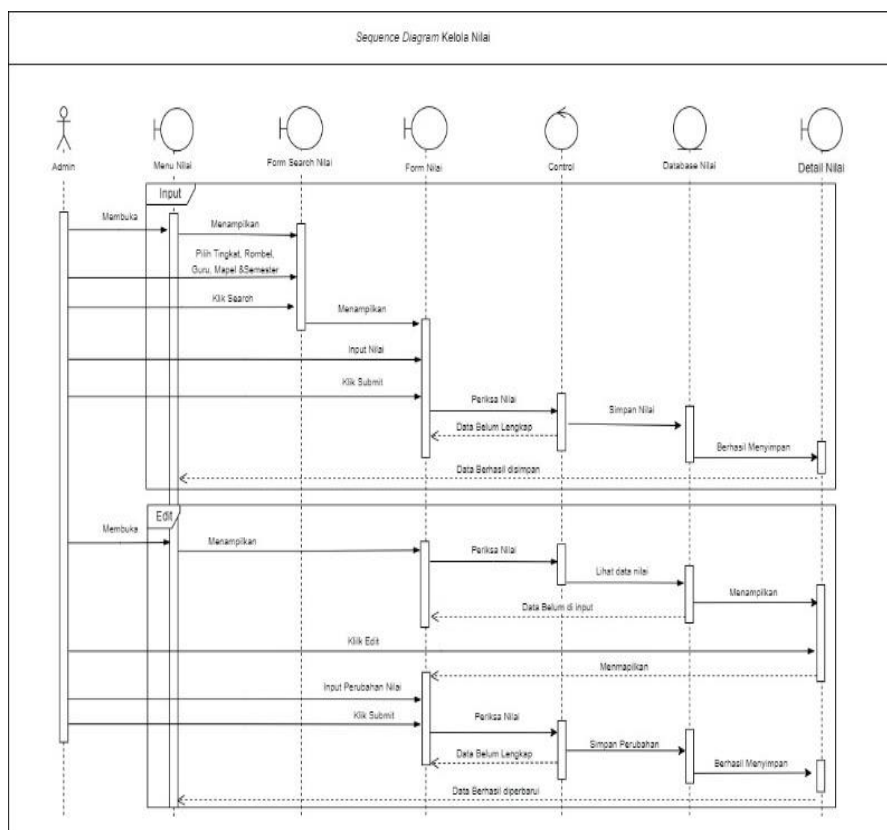 Sequence Diagram Kelola Nilai
Admin
Menu Nilai
Form Search Nilai
Form Nilai
Control
Database Nilai
Detail Nilai
Input
Membuka
Menampilkan
Pilih Tingkat, Rombel,
Guru, Mapel &Semester
Klik Search
Menampilkan
Input Nilai
Klik Submit
Periksa Nilai
Simpan Nilai
Data Belum Lengkap
Berhasil Menyimpan
Data Berhasil disimpan
Edit
Membuka
Menampilkan
Periksa Nilai
Lihat data nilai
Menampilkan
Data Belum di input
Kliik Edit
Menmapilkan
Input Perubahan Nilai
Klik Submit
Periksa Nilai
Simpan Perubahan
Data Belum Lengkap
Berhasil Menyimpan
Data Berhasil diperbarui